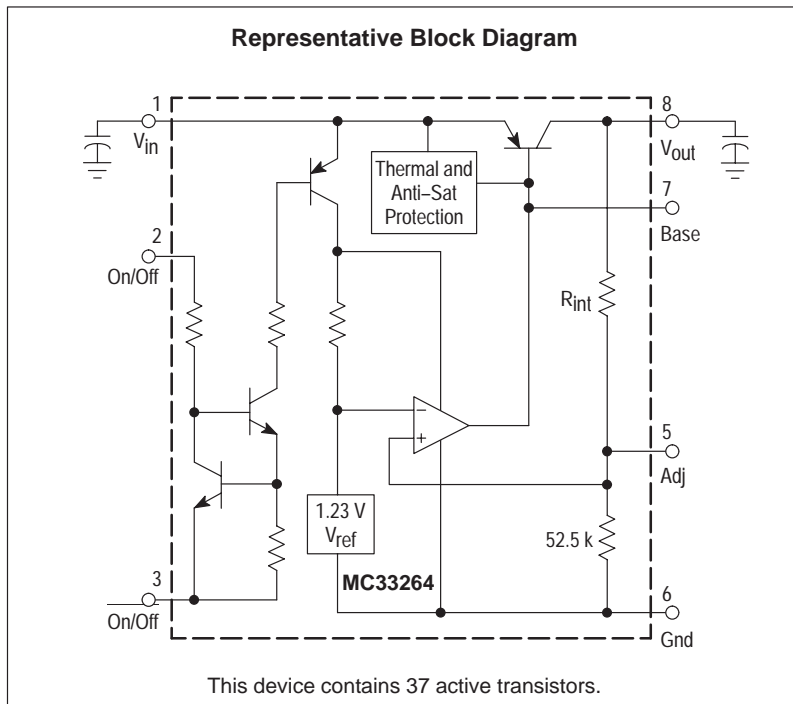 Representative Block Diagram
1
Vin
8
Vout
Thermal and
Anti–Sat
Protection
7
Base
2
On/Off
Rint
5
Adj
1.23 V
Vref
52.5 k
MC33264
3
On/Off
6
Gnd
This device contains 37 active transistors.
−
+